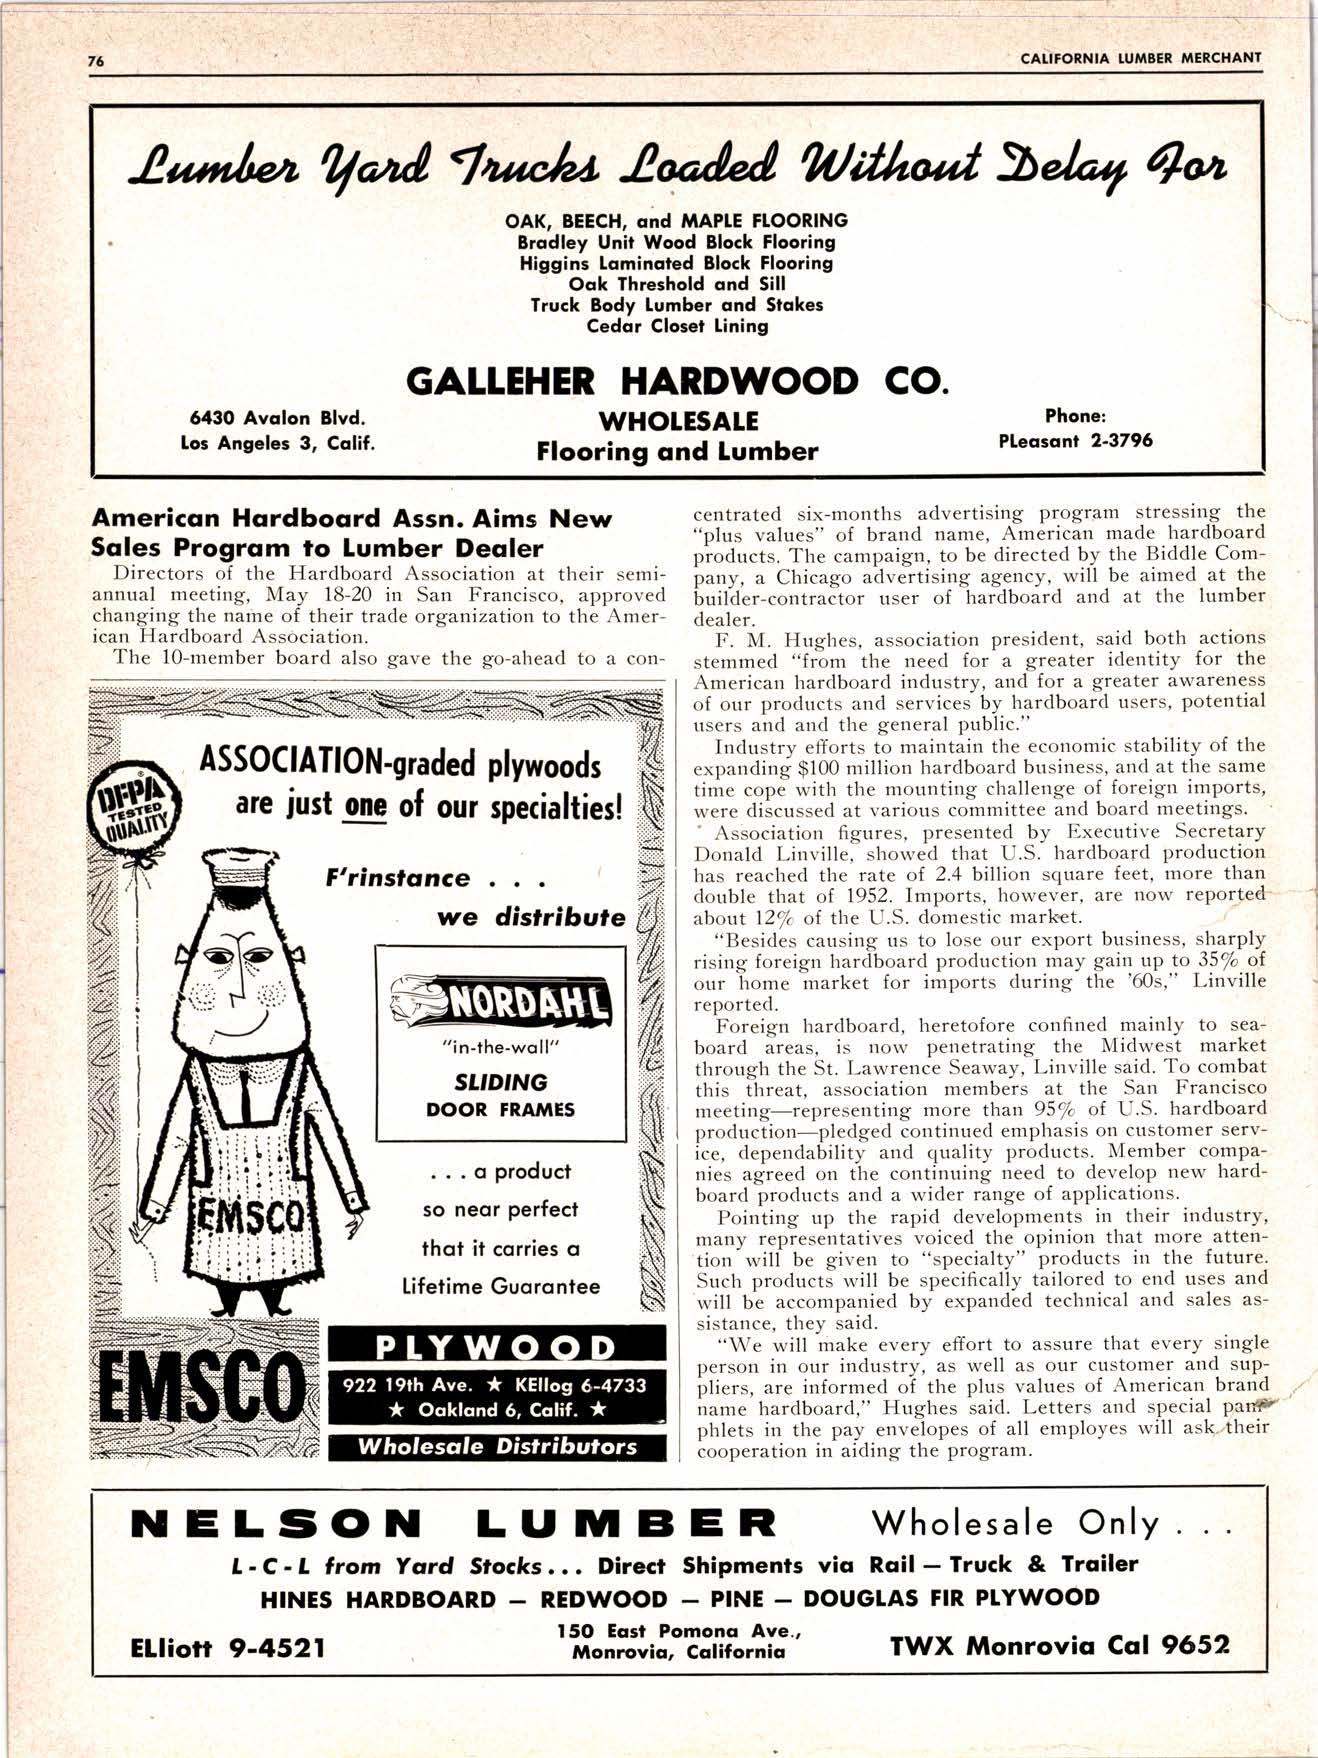 76
CALIFORNIA LUMBER MERCHANT
Lumber Yard Trucks Loaded Without Delay For
OAK, BEECH, and MAPLE FLOORING
Bradley Unit Wood Block Flooring
Higgins Laminated Block Flooring
Oak Threshold and Sill
Truck Body Lumber and Stakes
Cedar Closet Lining
GALLEHER HARDWOOD CO.
6430 Avalon Blvd.
Los Angeles 3, Calif.
WHOLESALE
Flooring and Lumber
Phone:
PLeasant 2-3796
American Hardboard Assn. Aims New
Sales Program to Lumber Dealer
Directors of the Hardboard Association at their semi-
annual meeting, May 18-20 in San Francisco, approved
changing the name of their trade organization to the Amer-
ican Hardboard Association.
The 10-member board also gave the go-ahead to a con-
centrated six-months advertising program stressing the
"plus values" of brand name, American made hardboard
products. The campaign, to be directed by the Biddle Com-
pany, a Chicago advertising agency, will be aimed at the
builder-contractor user of hardboard and at the lumber
dealer.
F. M. Hughes, association president, said both actions
stemmed "from the need for a greater identity for the
American hardboard industry, and for a greater awareness
of our products and services by hardboard users, potential
users and and the general public."
Industry efforts to maintain the economic stability of the
expanding $100 million hardboard business, and at the same
time cope with the mounting challenge of foreign imports,
were discussed at various committee and board meetings.
Association figures, presented by Executive Secretary
Donald Linville, showed that U.S. hardboard production
has reached the rate of 2.4 billion square feet, more than
double that of 1952. Imports, however, are now reported
about 12% of the U.S. domestic market.
"Besides causing us to lose our export business, sharply
rising foreign hardboard production may gain up to 35% of
our home market for imports during the '60s," Linville
reported.
Foreign hardboard, heretofore confined mainly to sea-
board areas, is now penetrating the Midwest market
through the St. Lawrence Seaway, Linville said. To combat
this threat, association members at the San Francisco
meeting—representing more than 95% of U.S. hardboard
production—pledged continued emphasis on customer serv-
ice, dependability and quality products. Member compa-
nies agreed on the continuing need to develop new hard-
board products and a wider range of applications.
Pointing up the rapid developments in their industry,
many representatives voiced the opinion that more atten-
tion will be given to "specialty" products in the future.
Such products will be specifically tailored to end uses and
will be accompanied by expanded technical and sales as-
sistance, they said.
"We will make every effort to assure that every single
person in our industry, as well as our customer and sup-
pliers, are informed of the plus values of American brand
name hardboard," Hughes said. Letters and special pam-
phlets in the pay envelopes of all employes will ask their
cooperation in aiding the program.
ASSOCIATION-graded plywoods
are just one of our specialties!
DFPA
®
TESTED
QUALITY
F'rinstance . . .
we distribute
NORDAHL
"in-the-wall"
SLIDING
DOOR FRAMES
. . . a product
so near perfect
that it carries a
Lifetime Guarantee
EMSCO
EMSCO
PLYWOOD
922 19th Ave. ★ KEllog 6-4733
★ Oakland 6, Calif. ★
Wholesale Distributors
NELSON LUMBER Wholesale Only . . .
L-C-L from Yard Stocks... Direct Shipments via Rail — Truck & Trailer
HINES HARDBOARD — REDWOOD — PINE — DOUGLAS FIR PLYWOOD
ELliott 9-4521
150 East Pomona Ave.,
Monrovia, California
TWX Monrovia Cal 9652